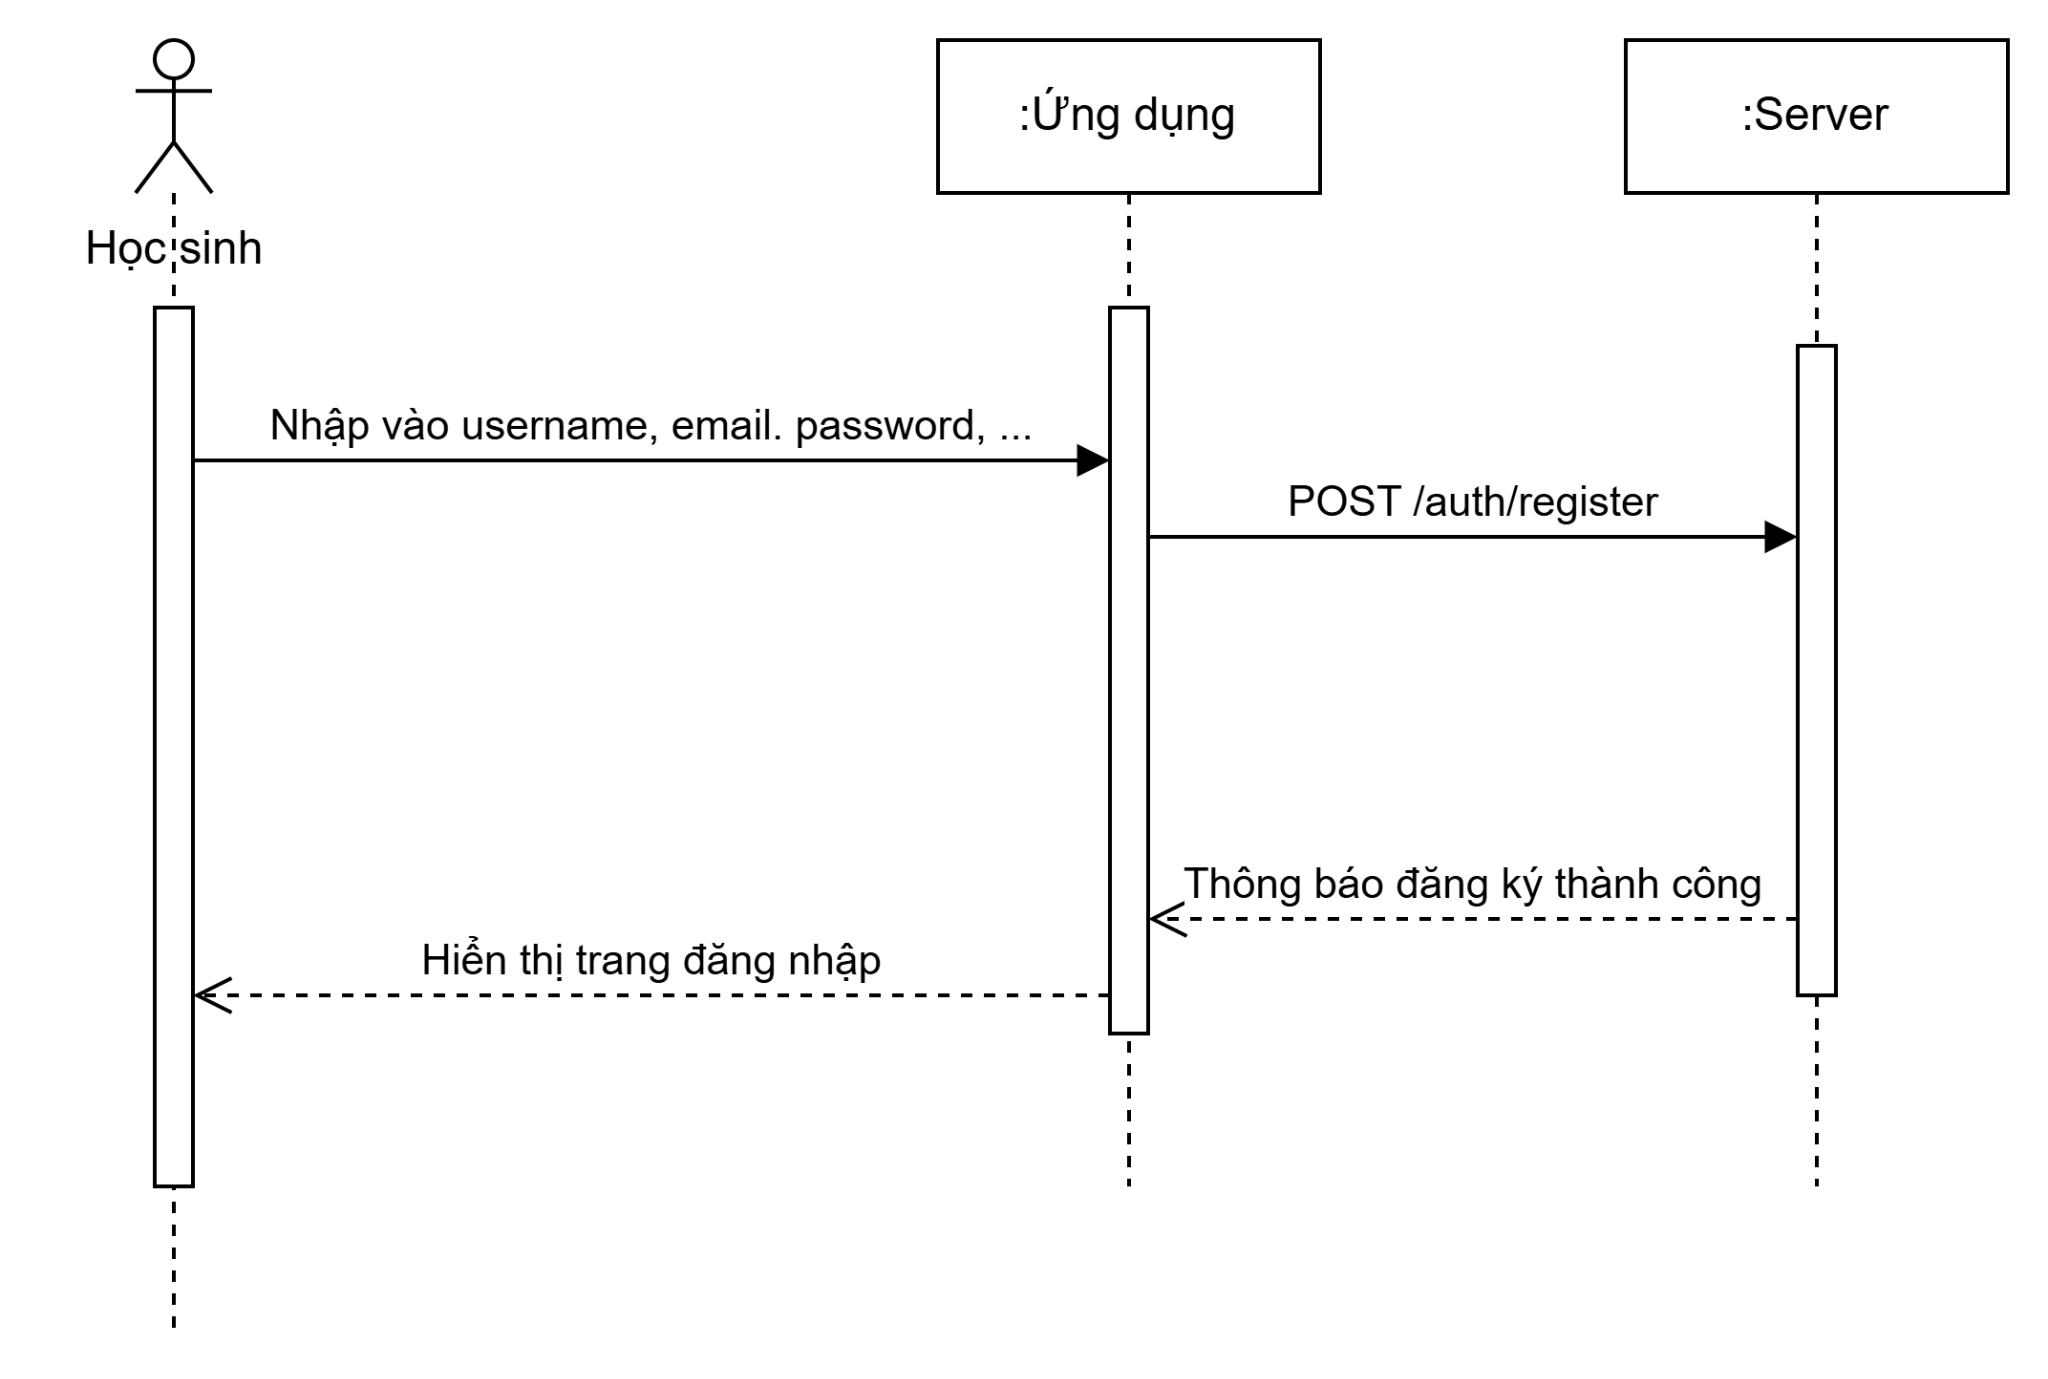 :Ứng dụng
:Server
Học sinh
Nhập vào username, email. password, ...
POST /auth/register
Thông báo đăng ký thành công
Hiển thị trang đăng nhập